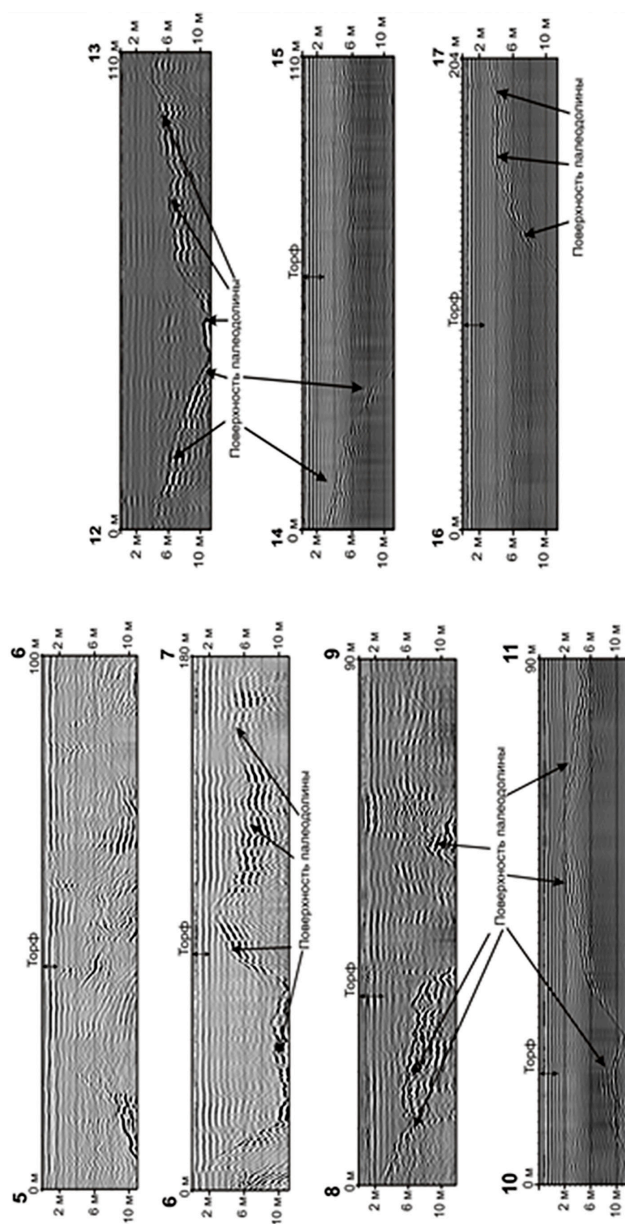 5 6
0 м 100 м
Торф
2 м 2 м
6 м 6 м
10 м 10 м
6 7
0 м 180 м
Торф
2 м 2 м
6 м 6 м
10 м 10 м
Поверхность палеодолины
8 9
0 м 90 м
Торф
2 м 2 м
6 м 6 м
10 м 10 м
Поверхность палеодолины
10 11
0 м 90 м
Торф
2 м 2 м
6 м 6 м
10 м 10 м
12 13
0 м 110 м
2 м 2 м
6 м 6 м
10 м 10 м
Поверхность палеодолины
14 15
0 м 110 м
Торф
2 м 2 м
6 м 6 м
10 м 10 м
16 17
0 м 204 м
Торф
2 м 2 м
6 м 6 м
10 м 10 м
Поверхность палеодолины